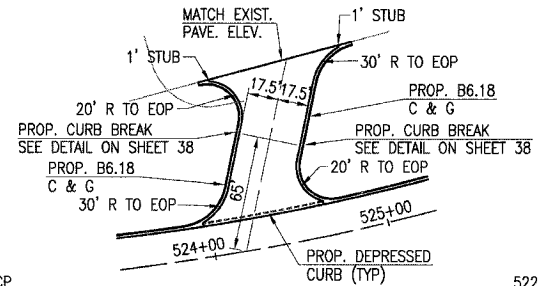 MATCH EXIST.
PAVE. ELEV.
1' STUB
1' STUB
30' R TO EOP
17.5'
17.5'
20' R TO EOP
PROP. B6.18
C & G
PROP. CURB BREAK
SEE DETAIL ON SHEET 38
PROP. CURB BREAK
SEE DETAIL ON SHEET 38
PROP. B6.18
C & G
20' R TO EOP
65'
30' R TO EOP
524+00
525+00
PROP. DEPRESSED
CURB (TYP)
CP
522